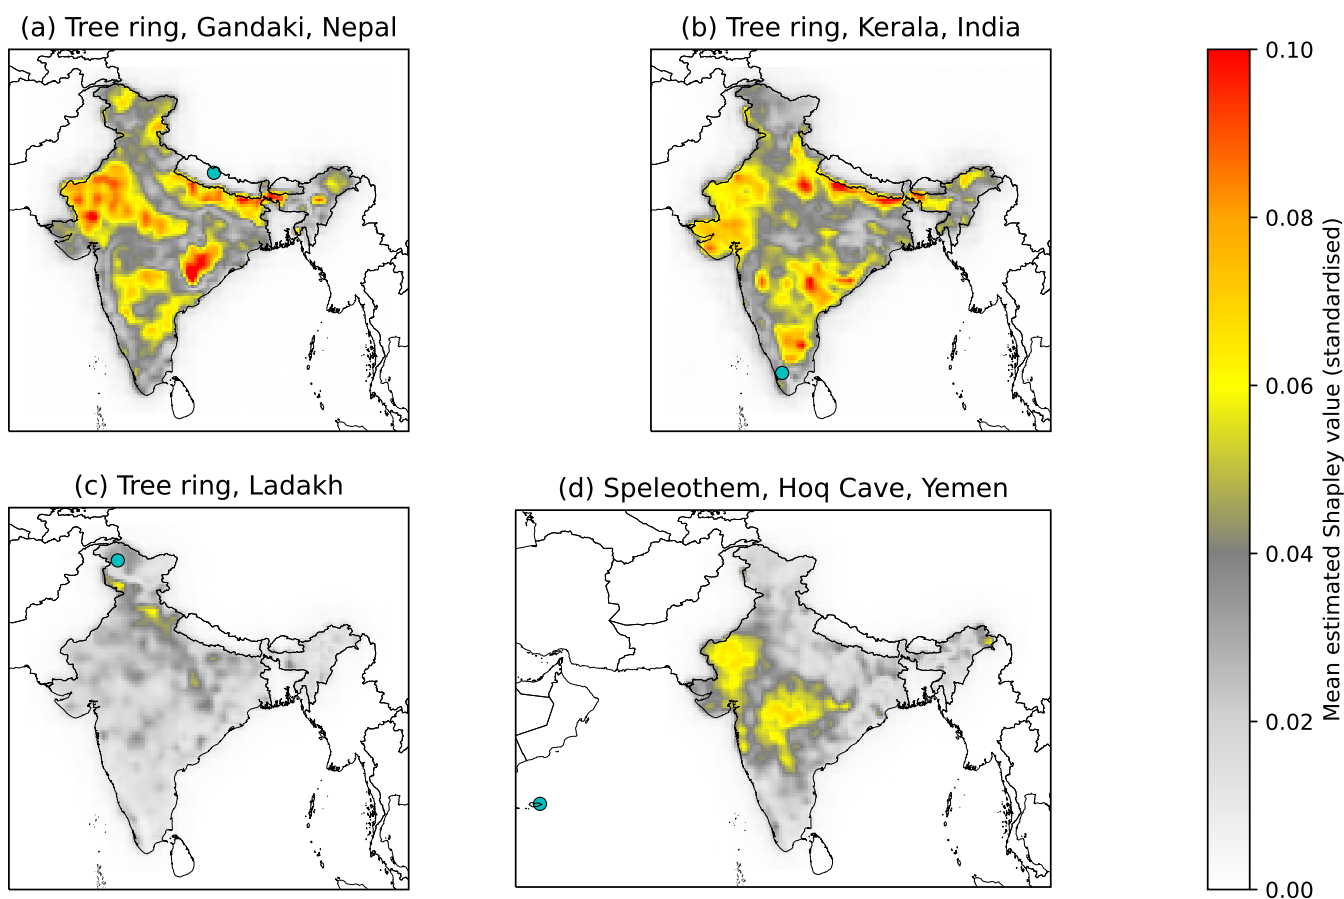 (a) Tree ring, Gandaki, Nepal
(b) Tree ring, Kerala, India
(c) Tree ring, Ladakh
(d) Speleothem, Hoq Cave, Yemen
0.10
0.08
0.06
0.04
0.02
0.00
Mean estimated Shapley value (standardised)